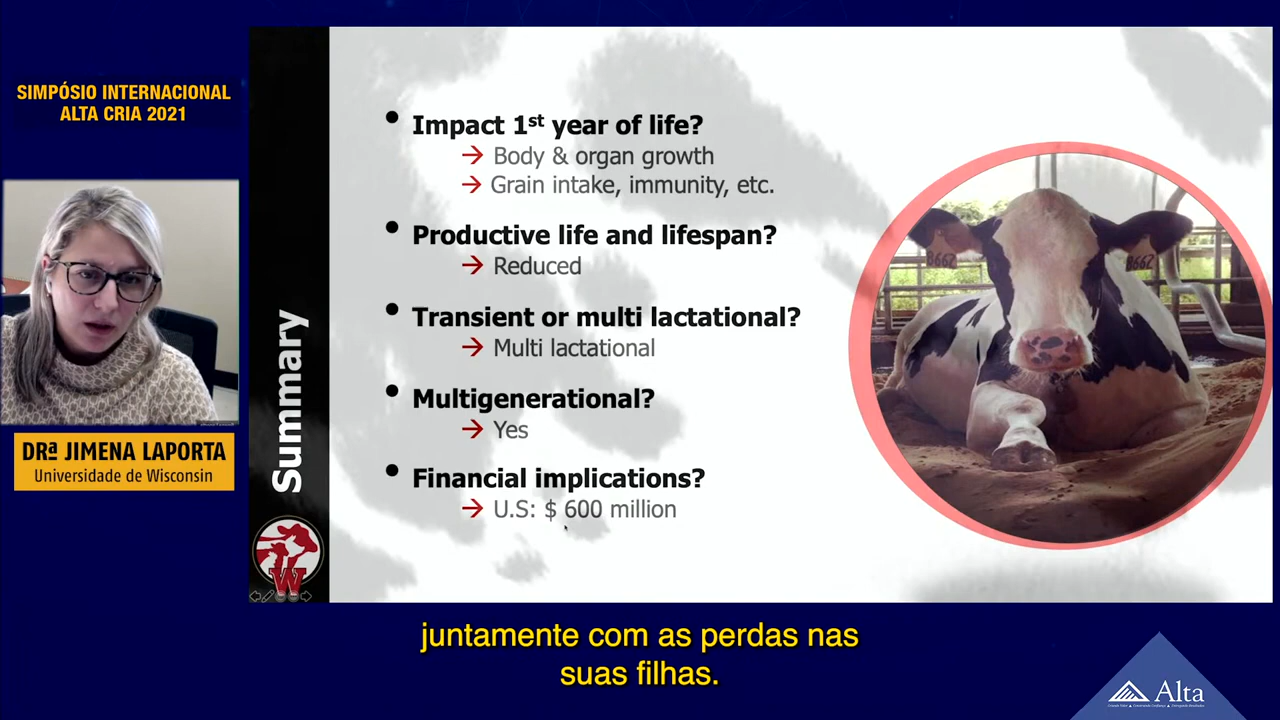 SIMPÓSIO INTERNACIONAL
ALTA CRIA 2021
DRª JIMENA LAPORTA
Universidade de Wisconsin
Summary
W
• Impact 1st year of life?
→ Body & organ growth
→ Grain intake, immunity, etc.
• Productive life and lifespan?
→ Reduced
• Transient or multi lactational?
→ Multi lactational
• Multigenerational?
→ Yes
• Financial implications?
→ U.S: $ 600 million
8667
8662
juntamente com as perdas nas
suas filhas.
Alta